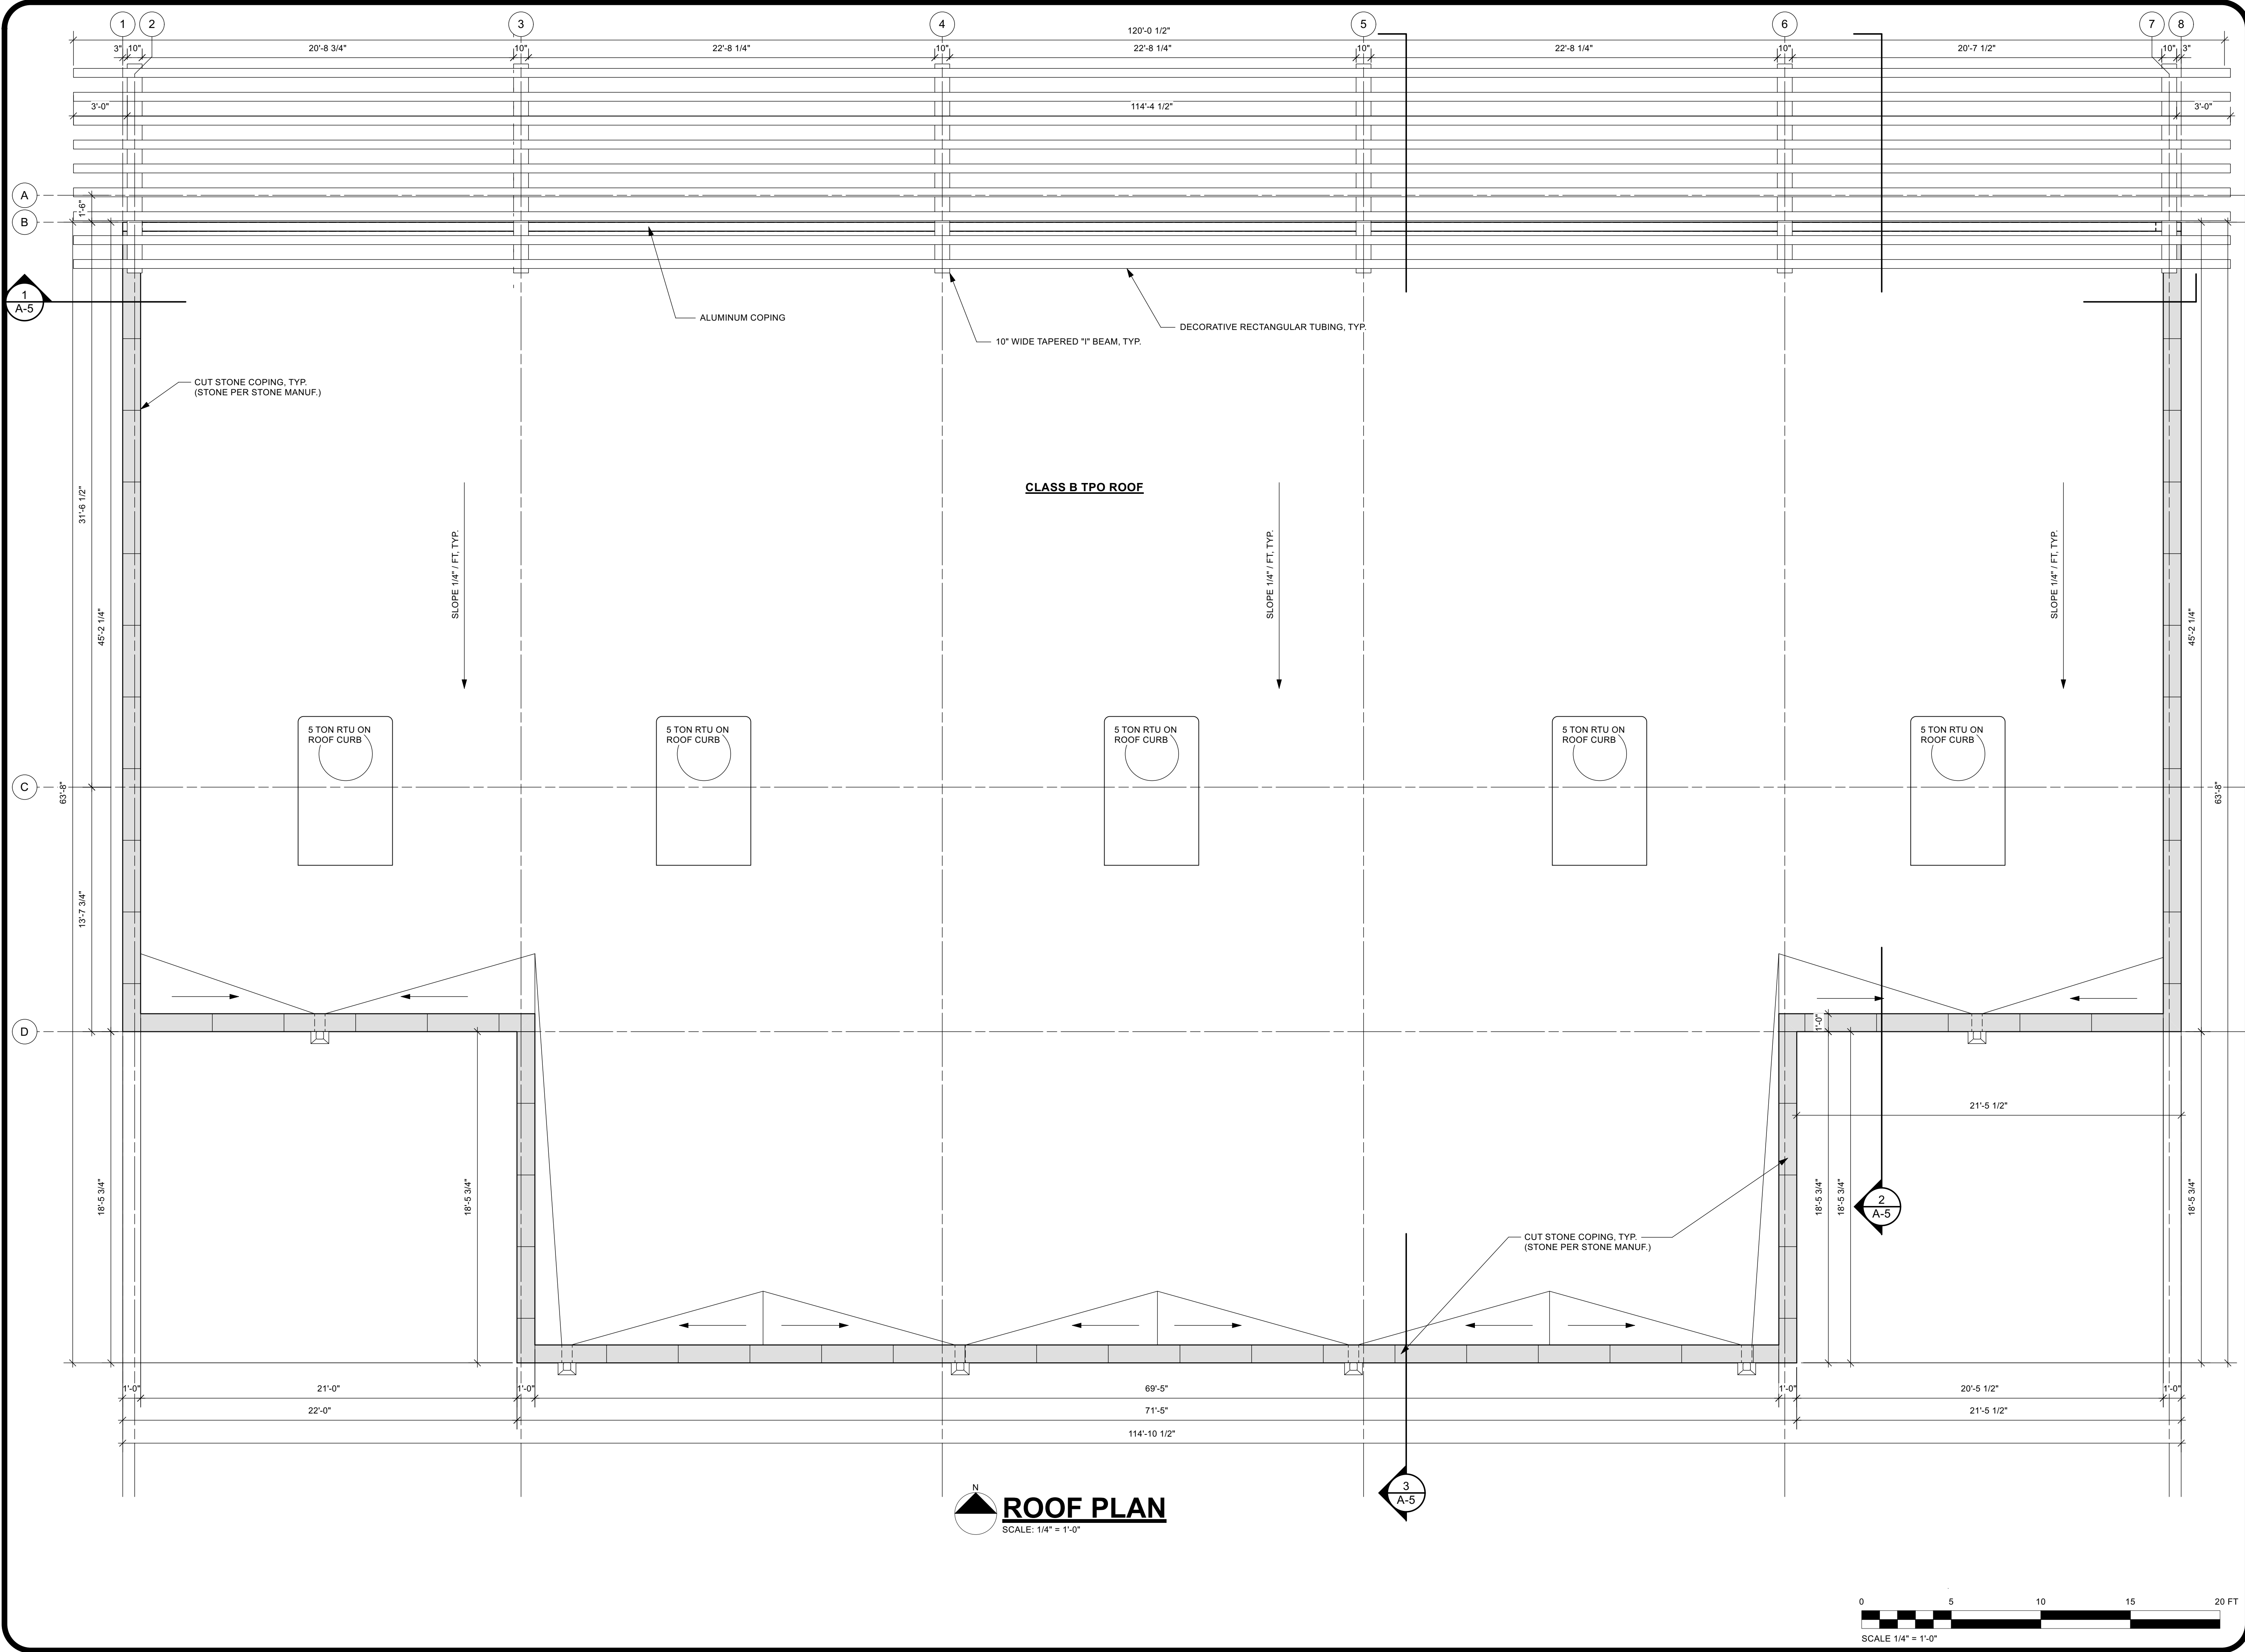 1
2
3
4
5
6
7
8
120'-0 1/2"
3"
10"
20'-8 3/4"
10"
22'-8 1/4"
10"
22'-8 1/4"
10"
22'-8 1/4"
10"
20'-7 1/2"
10"
3"
3'-0"
114'-4 1/2"
3'-0"
A
1'-6"
B
1
A-5
ALUMINUM COPING
DECORATIVE RECTANGULAR TUBING, TYP.
10" WIDE TAPERED "I" BEAM, TYP.
CUT STONE COPING, TYP.
(STONE PER STONE MANUF.)
CLASS B TPO ROOF
31'-6 1/2"
45'-2 1/4"
SLOPE 1/4" / FT, TYP.
SLOPE 1/4" / FT, TYP.
SLOPE 1/4" / FT, TYP.
45'-2 1/4"
5 TON RTU ON
ROOF CURB
5 TON RTU ON
ROOF CURB
5 TON RTU ON
ROOF CURB
5 TON RTU ON
ROOF CURB
5 TON RTU ON
ROOF CURB
C
63'-8"
63'-8"
13'-7 3/4"
D
1'-0"
21'-5 1/2"
18'-5 3/4"
18'-5 3/4"
18'-5 3/4"
18'-5 3/4"
2
A-5
18'-5 3/4"
CUT STONE COPING, TYP.
(STONE PER STONE MANUF.)
1'-0"
21'-0"
1'-0"
69'-5"
1'-0"
20'-5 1/2"
1'-0"
22'-0"
71'-5"
21'-5 1/2"
114'-10 1/2"
3
A-5
N
ROOF PLAN
SCALE: 1/4" = 1'-0"
0
5
10
15
20 FT
SCALE 1/4" = 1'-0"